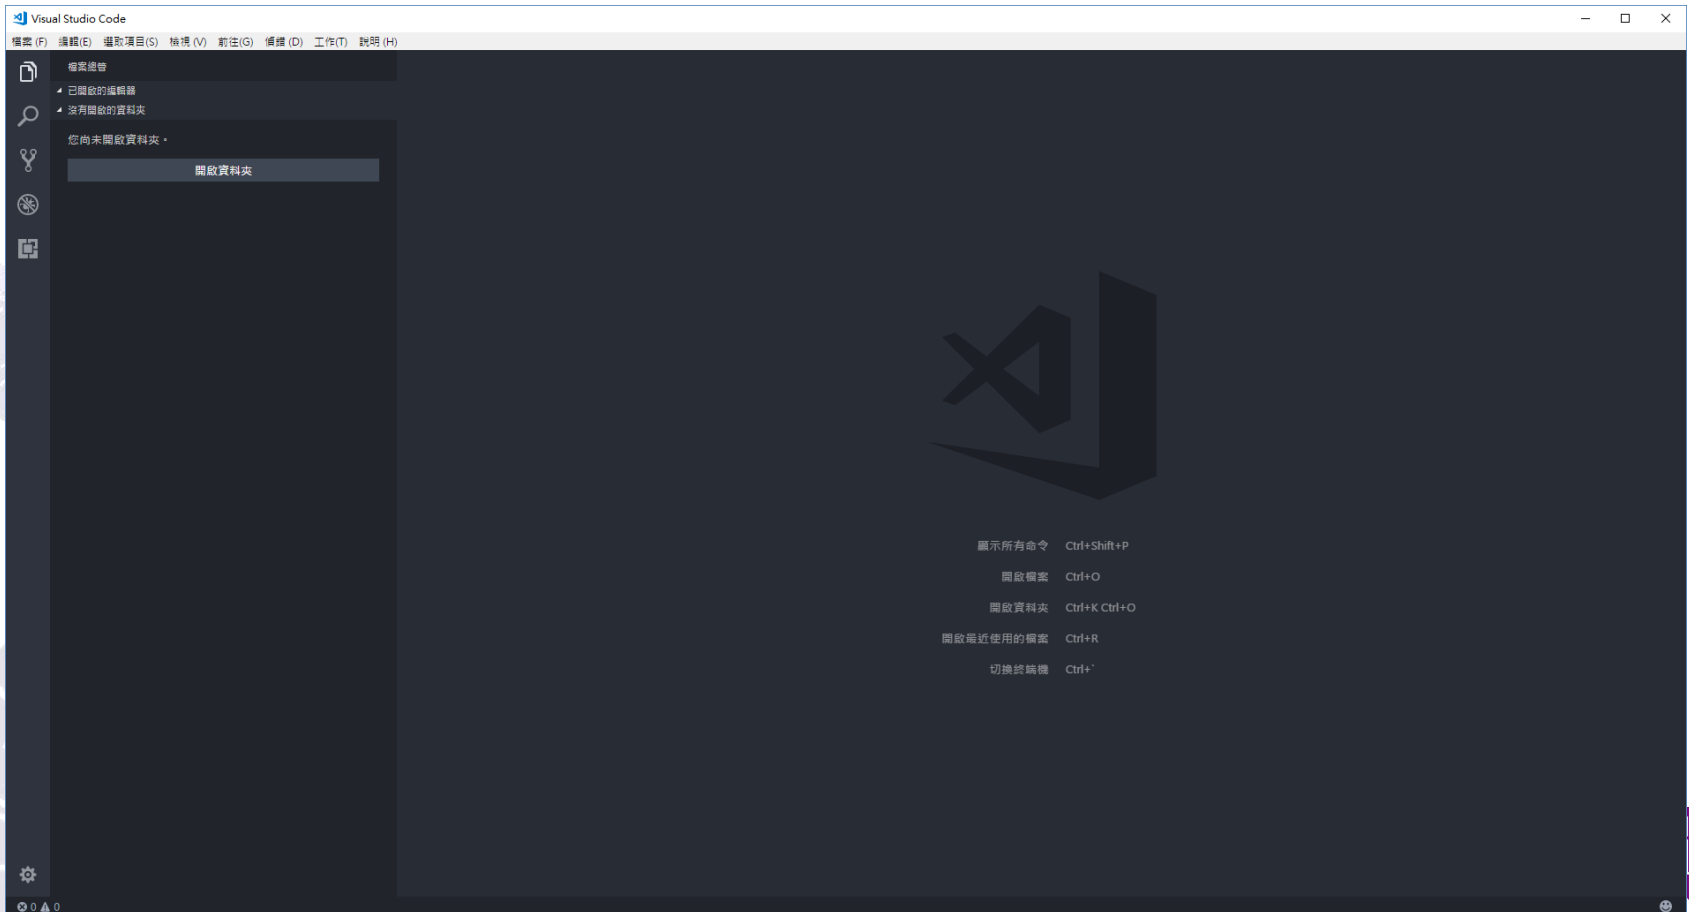 Visual Studio Code
檔案 (F) 編輯(E) 選取項目(S) 檢視 (V) 前往(G) 偵錯 (D) 工作(T) 說明 (H)
檔案總管
已開啟的編輯器
沒有開啟的資料夾
您尚未開啟資料夾。
開啟資料夾
顯示所有命令 Ctrl+Shift+P
開啟檔案 Ctrl+O
開啟資料夾 Ctrl+K Ctrl+O
開啟最近使用的檔案 Ctrl+R
切換終端機 Ctrl+`
0 0